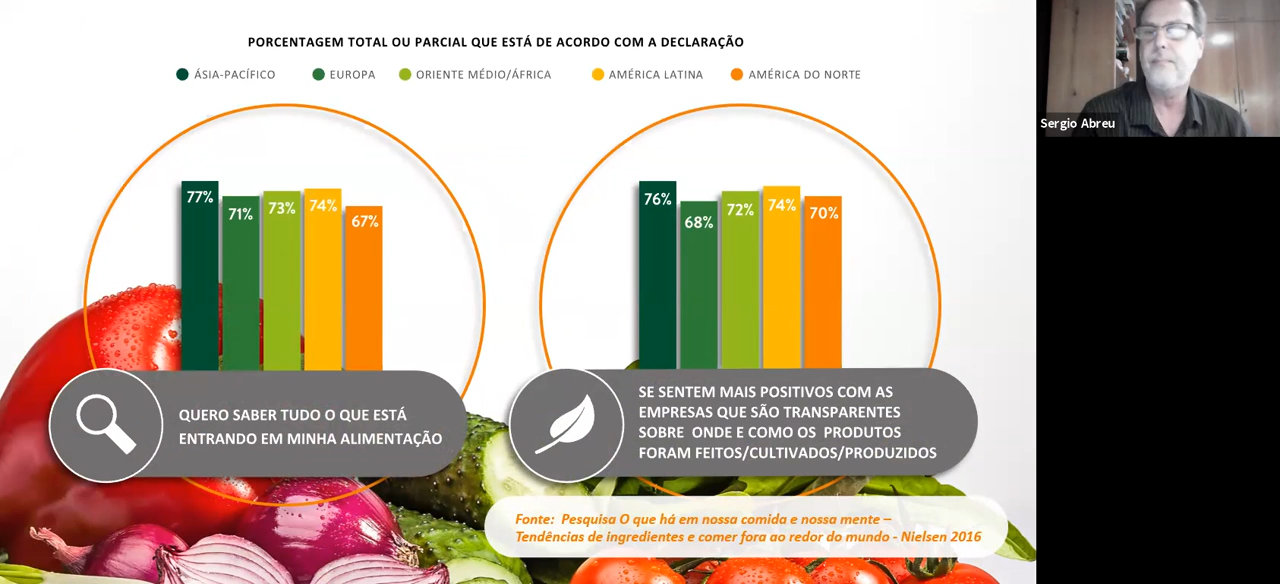 PORCENTAGEM TOTAL OU PARCIAL QUE ESTÁ DE ACORDO COM A DECLARAÇÃO
ÁSIA-PACÍFICO EUROPA ORIENTE MÉDIO/ÁFRICA AMÉRICA LATINA AMÉRICA DO NORTE
Sergio Abreu
77% 71% 73% 74% 67%
QUERO SABER TUDO O QUE ESTÁ
ENTRANDO EM MINHA ALIMENTAÇÃO
76% 68% 72% 74% 70%
SE SENTEM MAIS POSITIVOS COM AS
EMPRESAS QUE SÃO TRANSPARENTES
SOBRE ONDE E COMO OS PRODUTOS
FORAM FEITOS/CULTIVADOS/PRODUZIDOS
Fonte: Pesquisa O que há em nossa comida e nossa mente –
Tendências de ingredientes e comer fora ao redor do mundo - Nielsen 2016